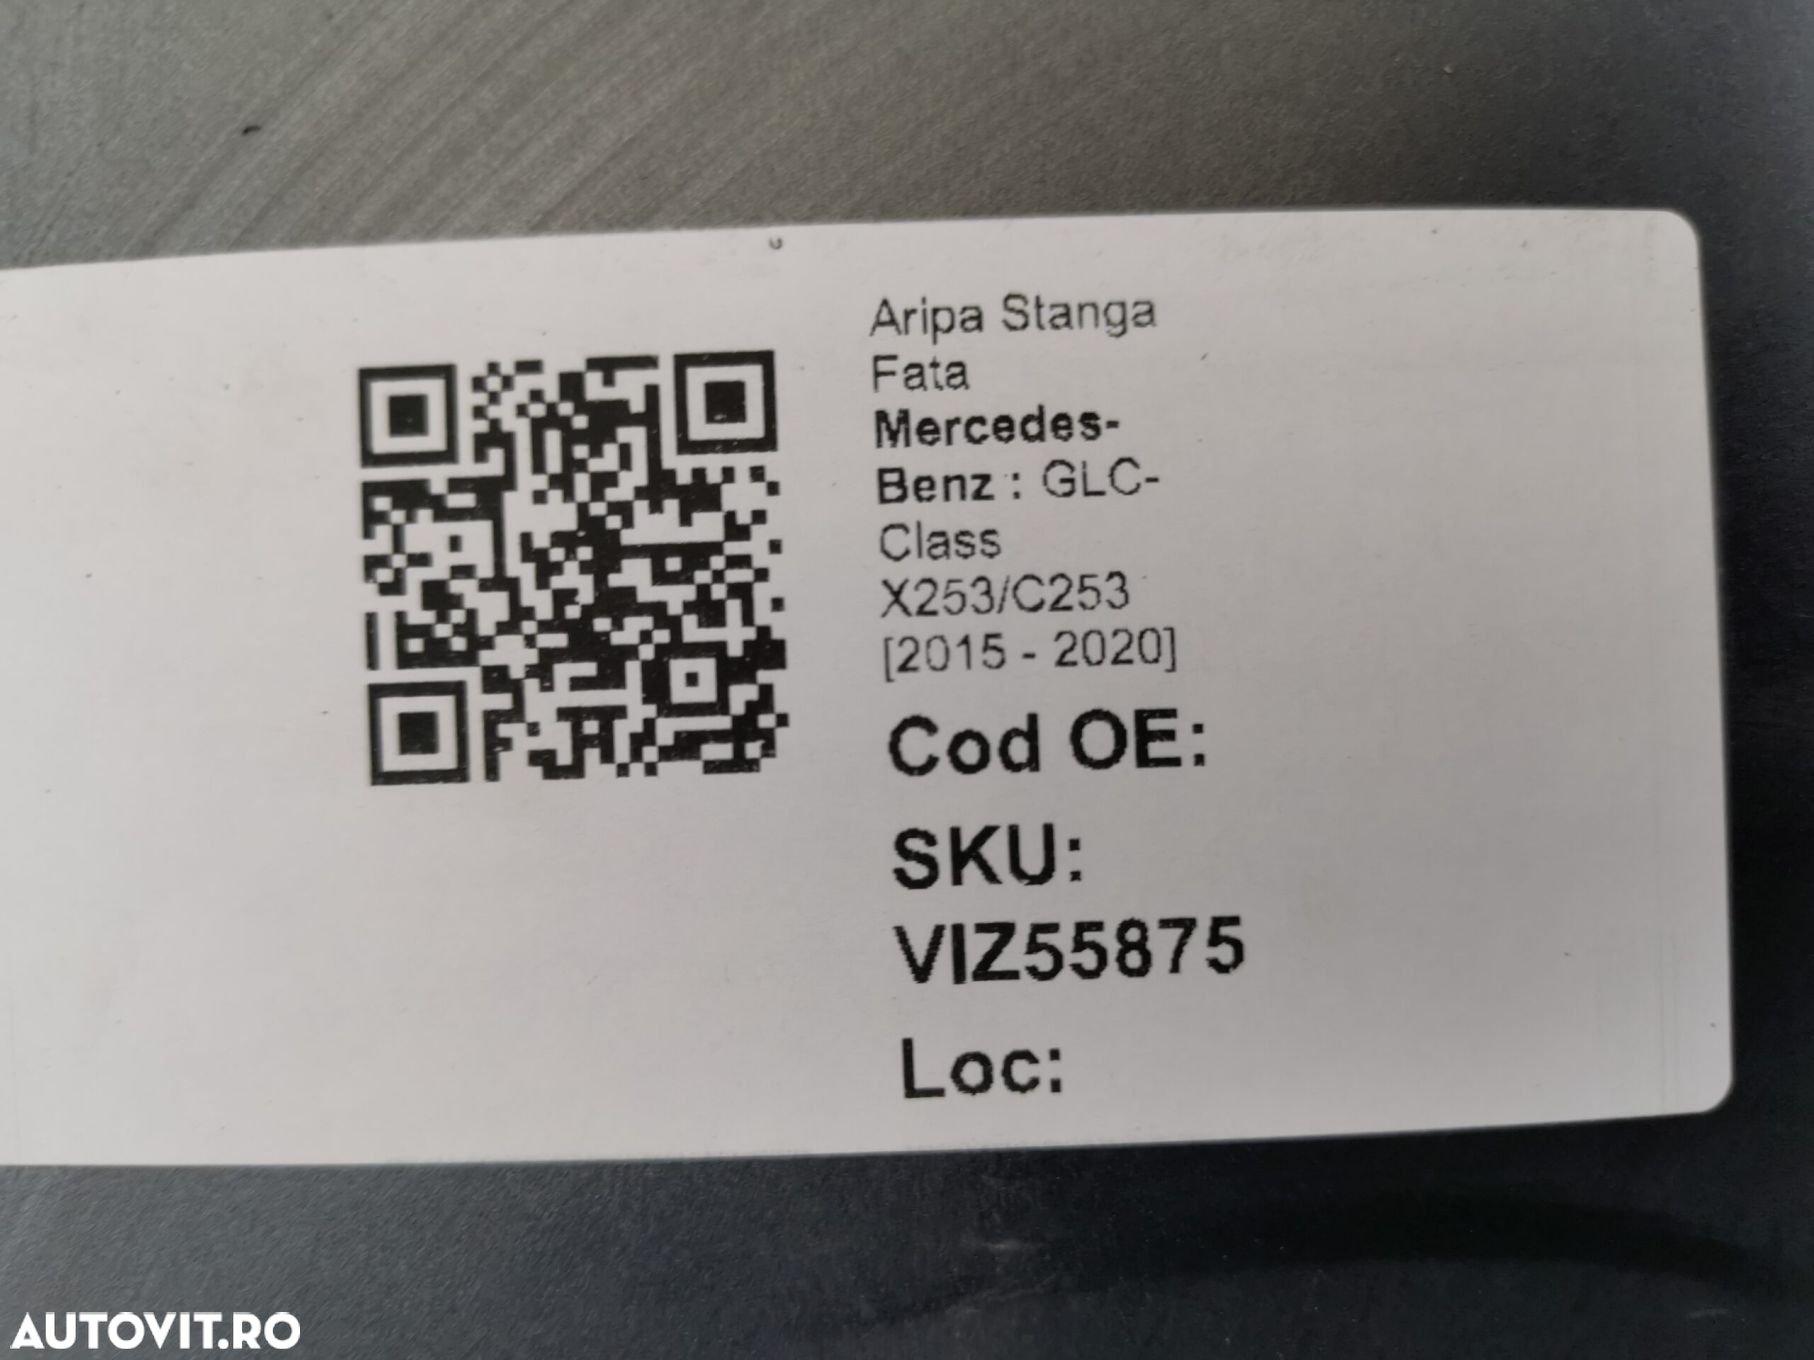 Aripa Stanga
Fata
Mercedes-
Benz : GLC-
Class
X253/C253
[2015 - 2020]
Cod OE:
SKU:
VIZ55875
Loc:
AUTOVIT.RO